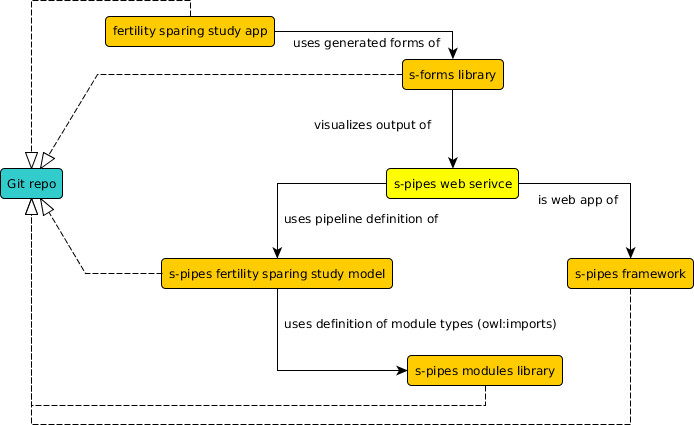 fertility sparing study app
uses generated forms of
s-forms library
visualizes output of
Git repo
s-pipes web serivce
is web app of
uses pipeline definition of
s-pipes fertility sparing study model
s-pipes framework
uses definition of module types (owl:imports)
s-pipes modules library